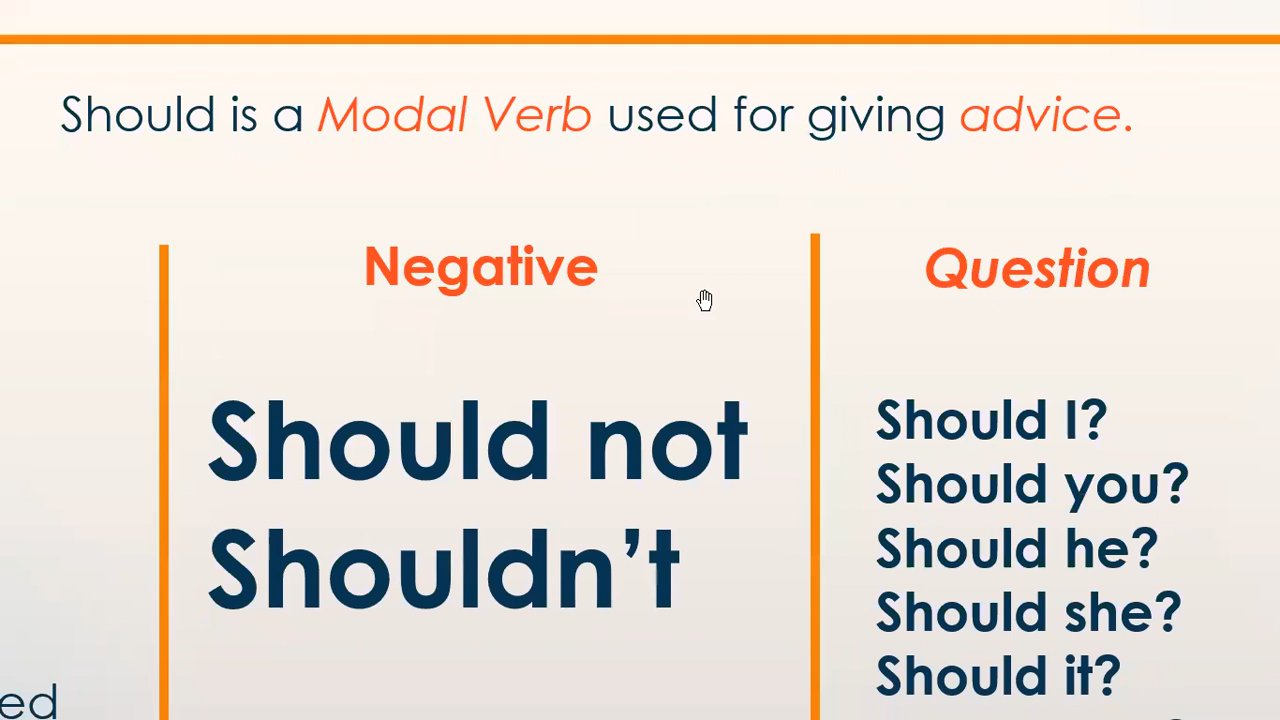 Should is a Modal Verb used for giving advice.
Negative
Should not
Shouldn’t
Question
Should I?
Should you?
Should he?
Should she?
Should it?
ed